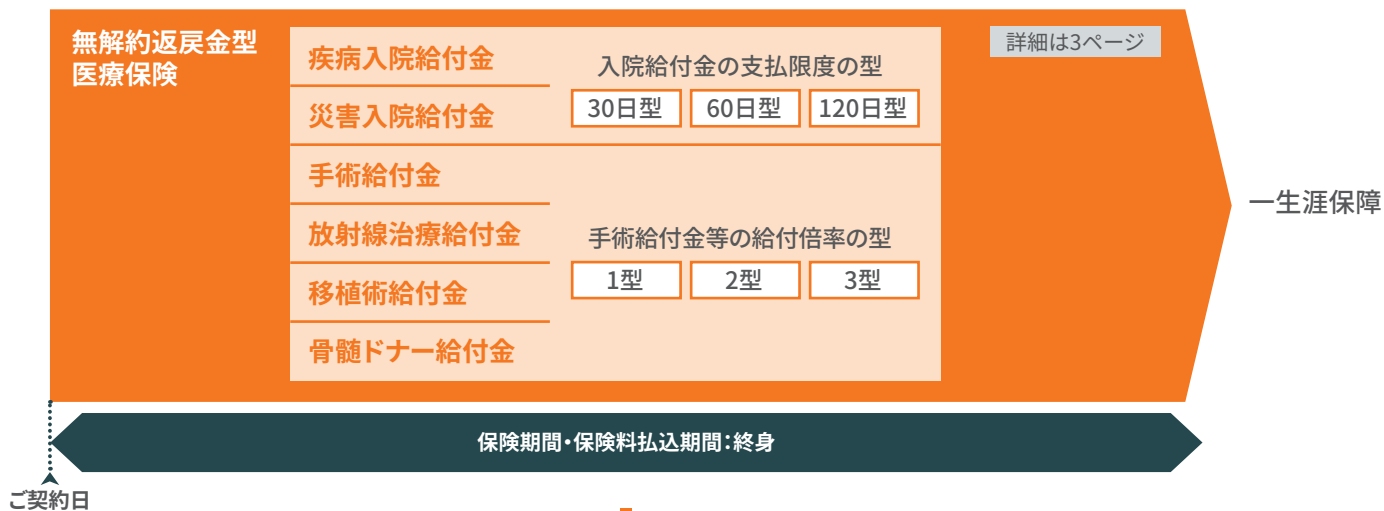 無解約返戻金型
医療保険
疾病入院給付金
災害入院給付金
入院給付金の支払限度の型
30日型 60日型 120日型
詳細は3ページ
手術給付金
放射線治療給付金
移植術給付金
骨髄ドナー給付金
手術給付金等の給付倍率の型
1型 2型 3型
一生涯保障
保険期間・保険料払込期間：終身
ご契約日